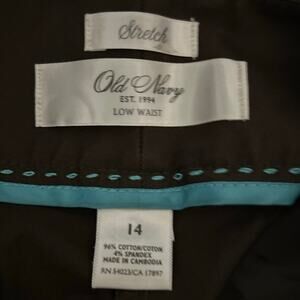 Stretch
Old Navy
EST. 1994
LOW WAIST
14
96% COTTON/COTON
4% SPANDEX
MADE IN CAMBODIA
RN 54023/CA 17897